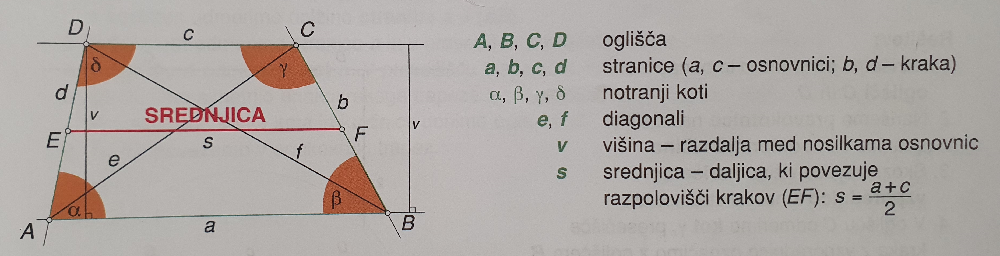 D
c
C
δ
γ
d
v
b
v
SREDNJICA
E
F
s
e
f
α
β
A
a
B
A, B, C, D oglišča
a, b, c, d stranice (a, c – osnovnici; b, d – kraka)
α, β, γ, δ notranji koti
e, f diagonali
v višina – razdalja med nosilkama osnovnic
s srednjica – daljica, ki povezuje
razpolovišči krakov (EF): s = a+c
2